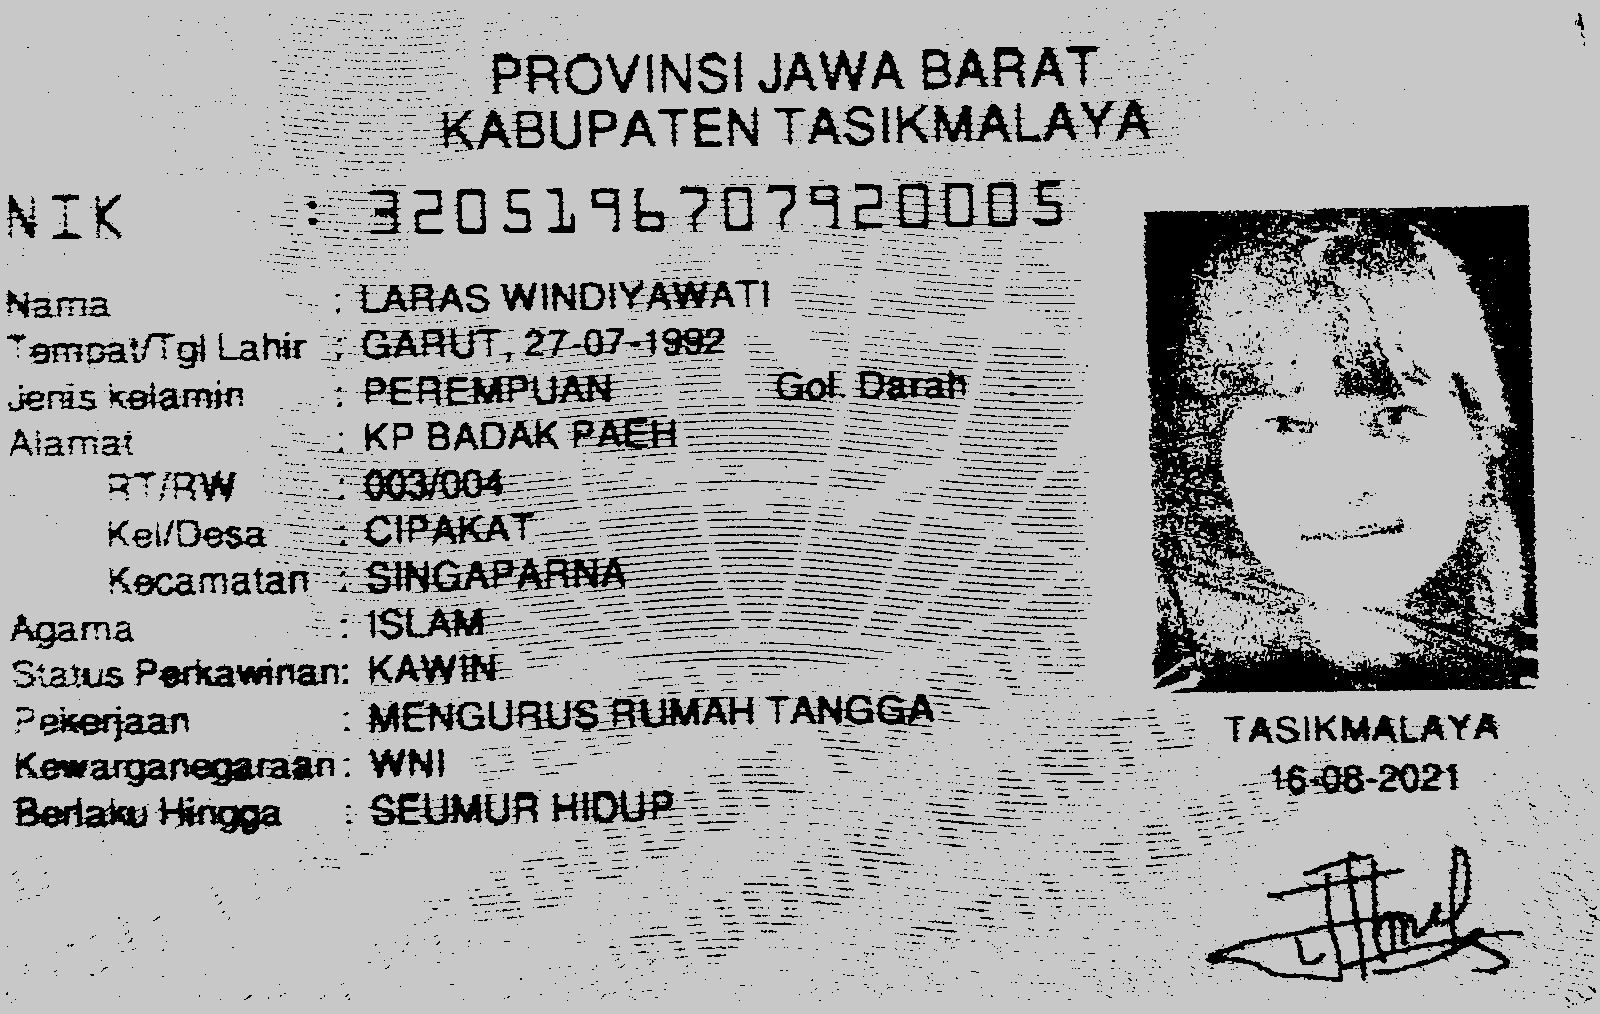 PROVINSI JAWA BARAT
KABUPATEN TASIKMALAYA
NIK : 3205196707920005
Nama : LARAS WINDIYAWATI
Tempat/Tgl Lahir : GARUT, 27-07-1992
Jenis kelamin : PEREMPUAN Gol. Darah :
Alamat : KP BADAK PAEH
RT/RW : 003/004
Kel/Desa : CIPAKAT
Kecamatan : SINGAPARNA
Agama : ISLAM
Status Perkawinan: KAWIN
Pekerjaan : MENGURUS RUMAH TANGGA
Kewarganegaraan: WNI
Berlaku Hingga : SEUMUR HIDUP
TASIKMALAYA
16-08-2021